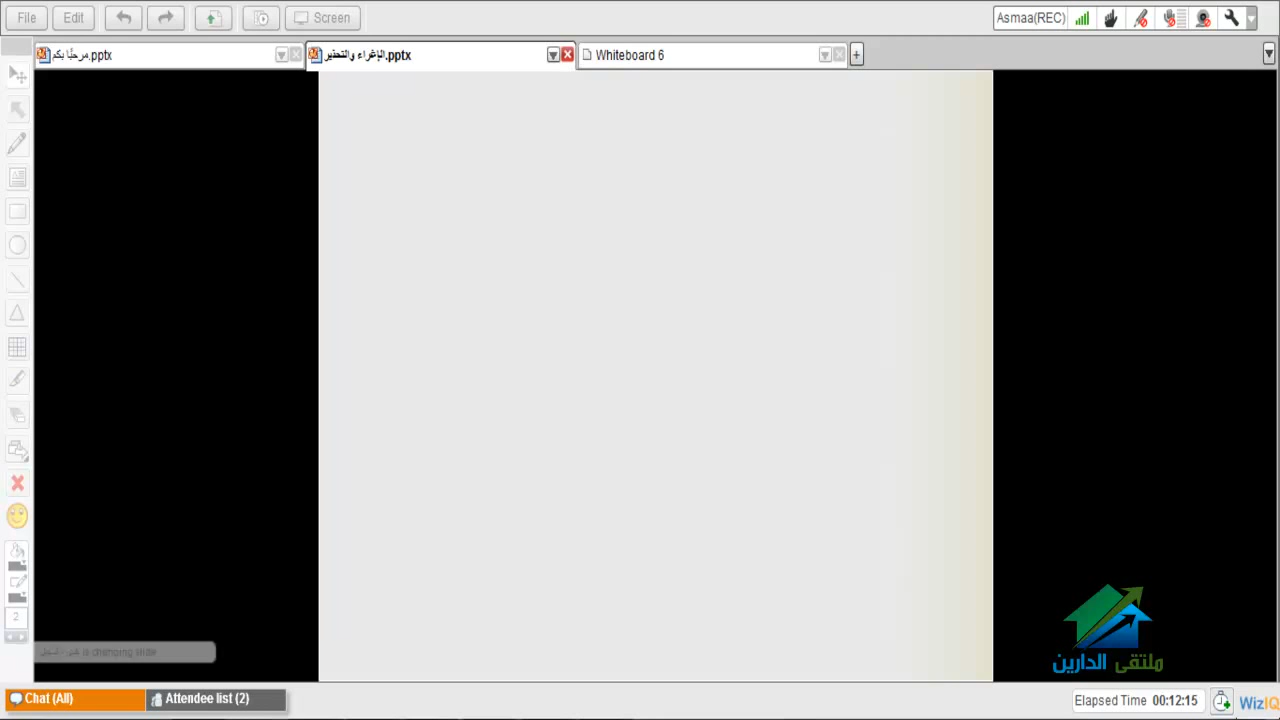 File Edit Screen Asmaa(REC)
مرحبًا بكم.pptx
الإغراء والتحذير.pptx
Whiteboard 6
2
is changing slide
ملتقى الدارين
Chat (All) Attendee list (2) Elapsed Time 00:12:15 WizIQ